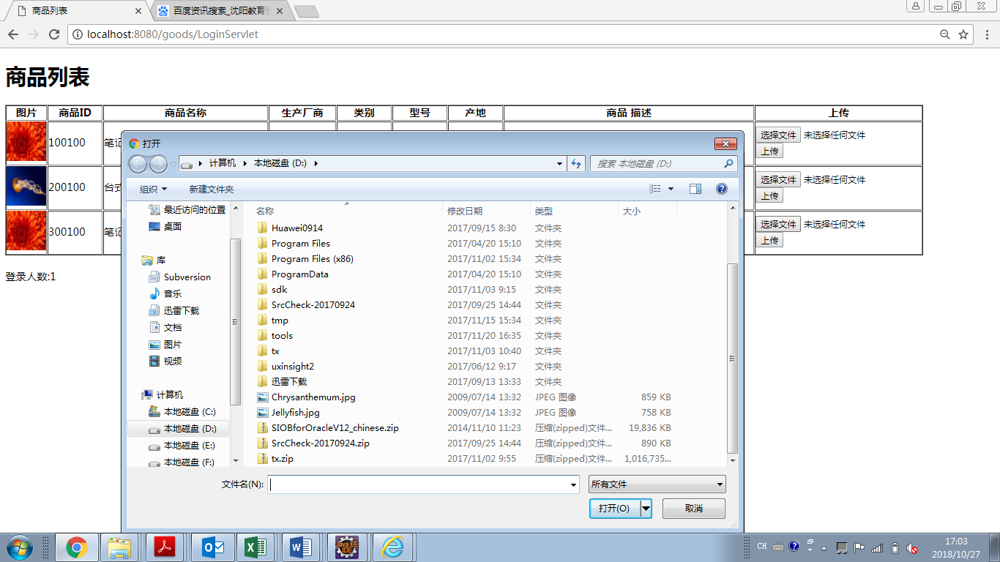 商品列表
百度资讯搜索_沈阳教育资
localhost:8080/goods/LoginServlet
商品列表
图片 商品ID 商品名称 生产厂商 类别 型号 产地 商品 描述 上传
100100 笔记 选择文件 未选择任何文件
上传
200100 台式 选择文件 未选择任何文件
上传
300100 笔记 选择文件 未选择任何文件
上传
登录人数:1
打开
计算机 本地磁盘 (D:) 搜索 本地磁盘 (D:)
组织 新建文件夹
最近访问的位置
桌面
库
Subversion
音乐
迅雷下载
文档
图片
视频
计算机
本地磁盘 (C:)
本地磁盘 (D:)
本地磁盘 (E:)
本地磁盘 (F:)
名称 修改日期 类型 大小
Huawei0914 2017/09/15 8:30 文件夹
Program Files 2017/04/20 15:10 文件夹
Program Files (x86) 2017/11/02 15:34 文件夹
ProgramData 2017/04/20 15:10 文件夹
sdk 2017/11/03 9:15 文件夹
SrcCheck-20170924 2017/09/25 14:44 文件夹
tmp 2017/11/15 15:34 文件夹
tools 2017/11/20 16:35 文件夹
tx 2017/11/03 10:40 文件夹
uxinsight2 2017/06/12 9:17 文件夹
迅雷下载 2017/09/13 13:33 文件夹
Chrysanthemum.jpg 2009/07/14 13:32 JPEG 图像 859 KB
Jellyfish.jpg 2009/07/14 13:32 JPEG 图像 758 KB
SIOBforOracleV12_chinese.zip 2014/11/10 11:23 压缩(zipped)文件... 19,836 KB
SrcCheck-20170924.zip 2017/09/25 14:44 压缩(zipped)文件... 890 KB
tx.zip 2017/11/02 9:55 压缩(zipped)文件... 1,016,735...
文件名(N): 所有文件
打开(O) 取消
Java EE
IDE
CH
17:03
2018/10/27